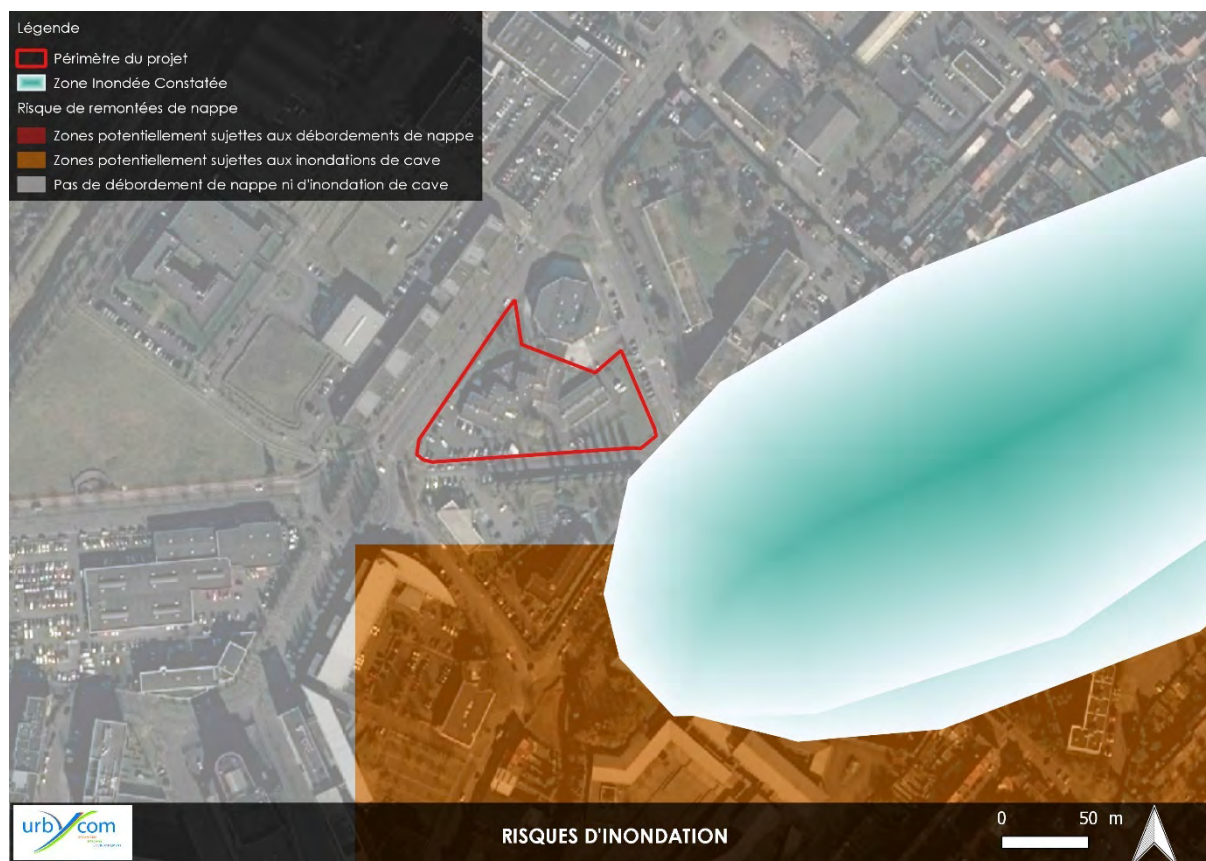 Légende
Périmètre du projet
Zone Inondée Constatée
Risque de remontées de nappe
Zones potentiellement sujettes aux débordements de nappe
Zones potentiellement sujettes aux inondations de cave
Pas de débordement de nappe ni d'inondation de cave
urbycom
RISQUES D'INONDATION
0 50 m